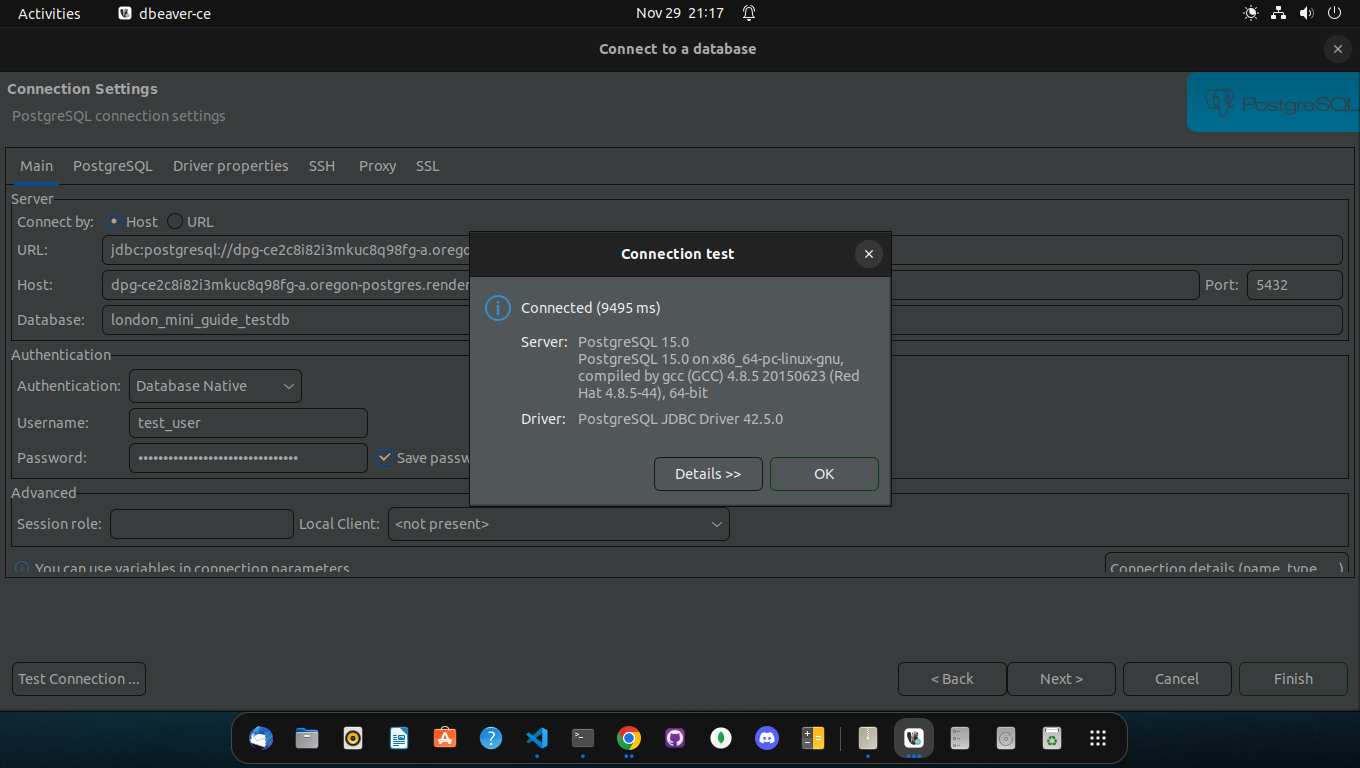 Activities
dbeaver-ce
Nov 29 21:17
Connect to a database
Connection Settings
PostgreSQL connection settings
PostgreSQL
Main
PostgreSQL
Driver properties
SSH
Proxy
SSL
Server
Connect by:
Host
URL
URL:
jdbc:postgresql://dpg-ce2c8i82i3mkuc8q98fg-a.orego
Host:
dpg-ce2c8i82i3mkuc8q98fg-a.oregon-postgres.render
Port:
5432
Database:
london_mini_guide_testdb
Authentication
Authentication:
Database Native
Username:
test_user
Password:
••••••••••••••••••••••••••••••••
Save passw
Advanced
Session role:
Local Client:
<not present>
You can use variables in connection parameters
Connection details (name, type, ... )
Test Connection ...
< Back
Next >
Cancel
Finish
Connection test
Connected (9495 ms)
Server:
PostgreSQL 15.0
PostgreSQL 15.0 on x86_64-pc-linux-gnu,
compiled by gcc (GCC) 4.8.5 20150623 (Red
Hat 4.8.5-44), 64-bit
Driver:
PostgreSQL JDBC Driver 42.5.0
Details >>
OK